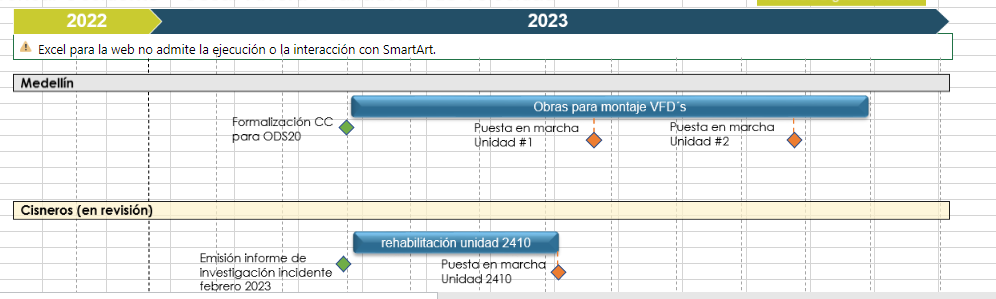 2022
2023
Excel para la web no admite la ejecución o la interacción con SmartArt.
Medellín
Obras para montaje VFD´s
Formalización CC
para ODS20
Puesta en marcha
Unidad #1
Puesta en marcha
Unidad #2
Cisneros (en revisión)
rehabilitación unidad 2410
Emisión informe de
investigación incidente
febrero 2023
Puesta en marcha
Unidad 2410